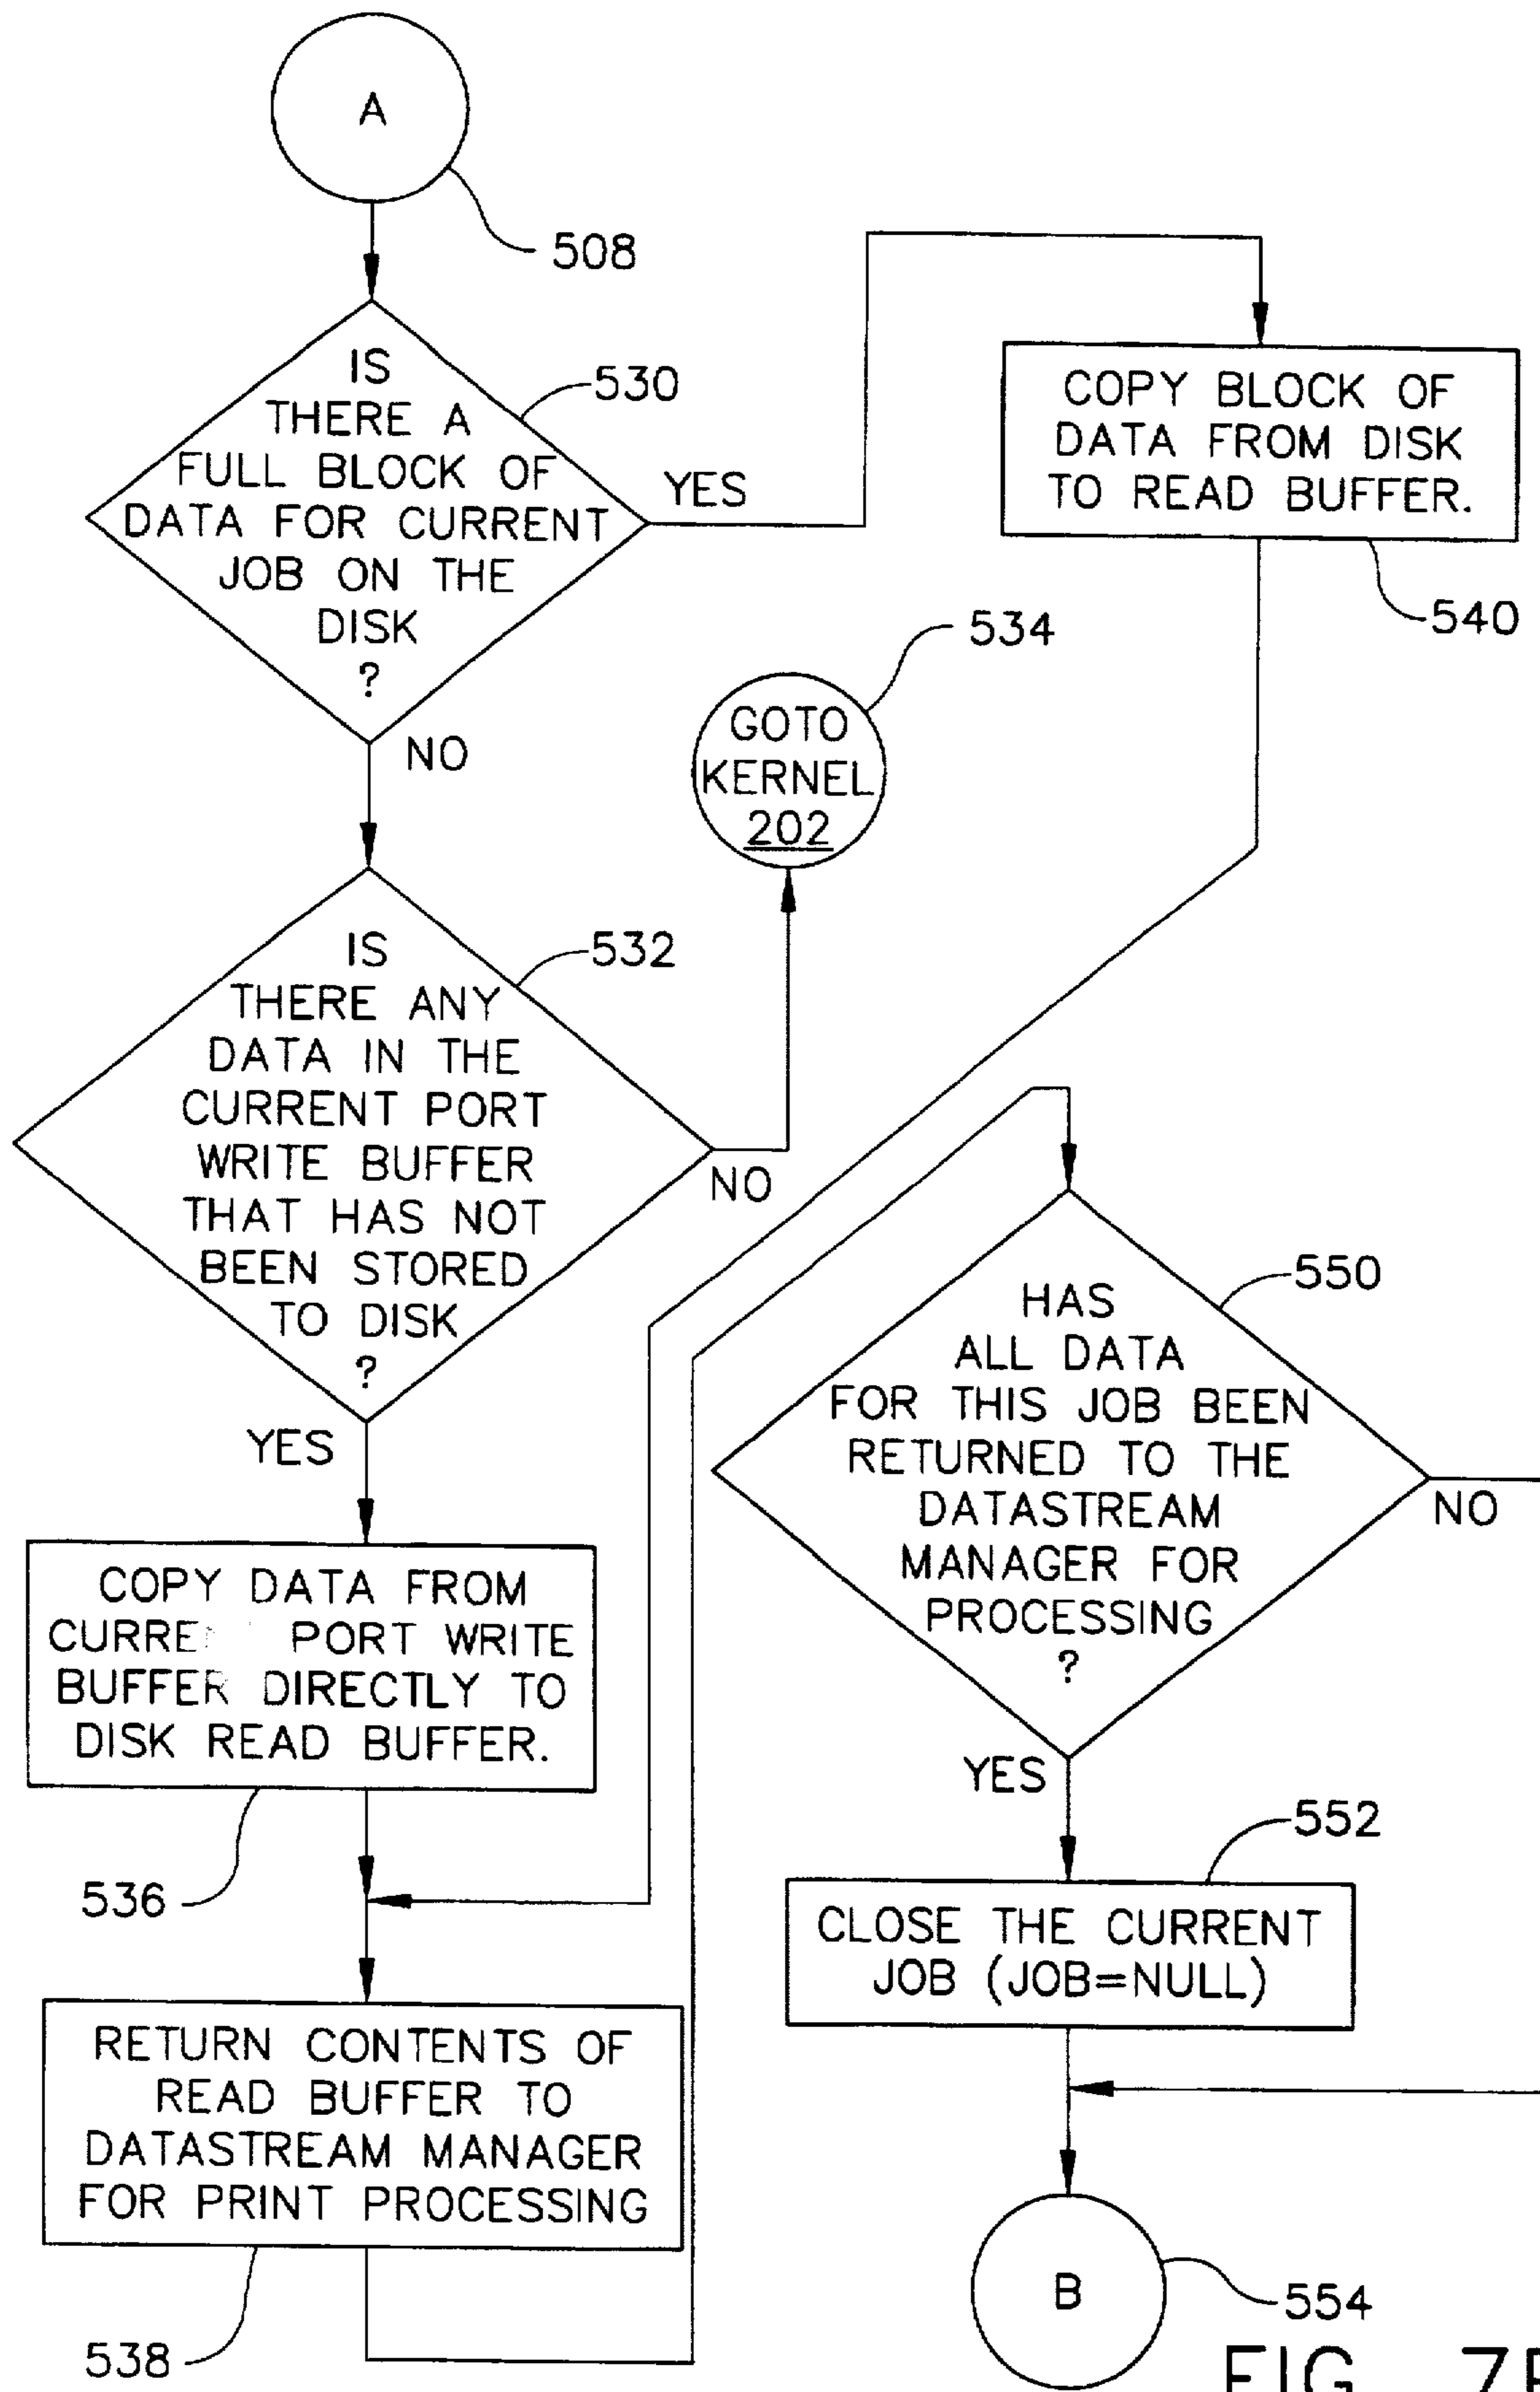 A
508
IS
THERE A
FULL BLOCK OF
DATA FOR CURRENT
JOB ON THE
DISK
?
530
YES
NO
COPY BLOCK OF
DATA FROM DISK
TO READ BUFFER.
540
GOTO
KERNEL
202
534
IS
THERE ANY
DATA IN THE
CURRENT PORT
WRITE BUFFER
THAT HAS NOT
BEEN STORED
TO DISK
?
532
NO
YES
COPY DATA FROM
PORT WRITE
BUFFER DIRECTLY TO
DISK READ BUFFER.
536
RETURN CONTENTS OF
READ BUFFER TO
DATASTREAM MANAGER
FOR PRINT PROCESSING
538
HAS
ALL DATA
FOR THIS JOB BEEN
RETURNED TO THE
DATASTREAM
MANAGER FOR
PROCESSING
?
550
NO
YES
552
CLOSE THE CURRENT
JOB (JOB=NULL)
B
554
FIG.